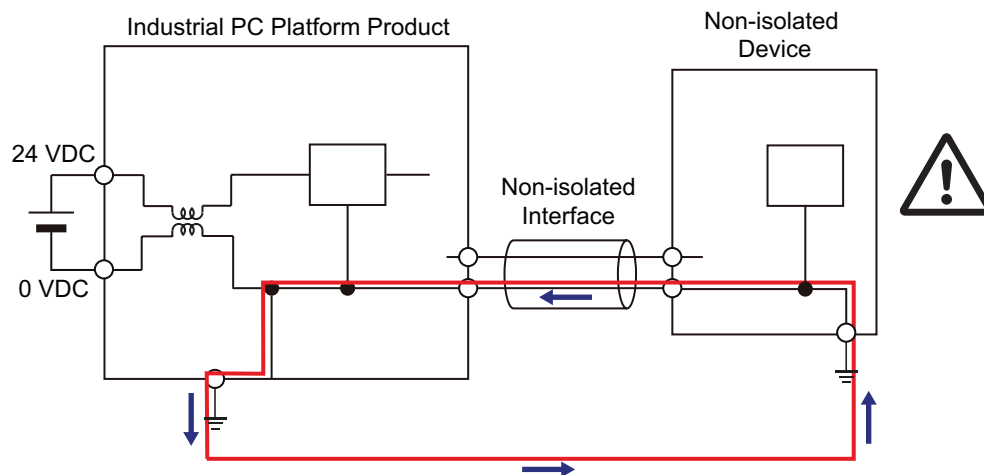 Industrial PC Platform Product
Non-isolated
Device
24 VDC
Non-isolated
Interface
0 VDC